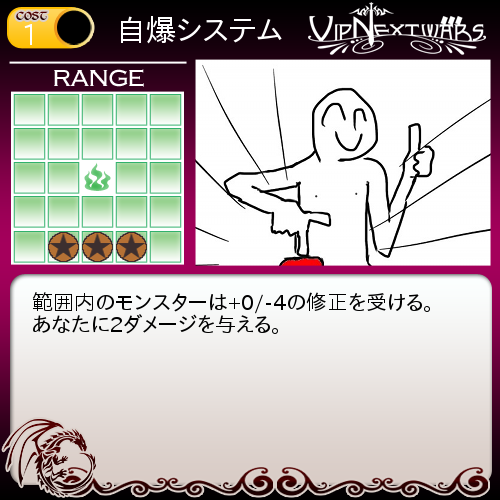 COST
1
自爆システム
VIPNEXTWARS
RANGE
範囲内のモンスターは+0/-4の修正を受ける。
あなたに2ダメージを与える。